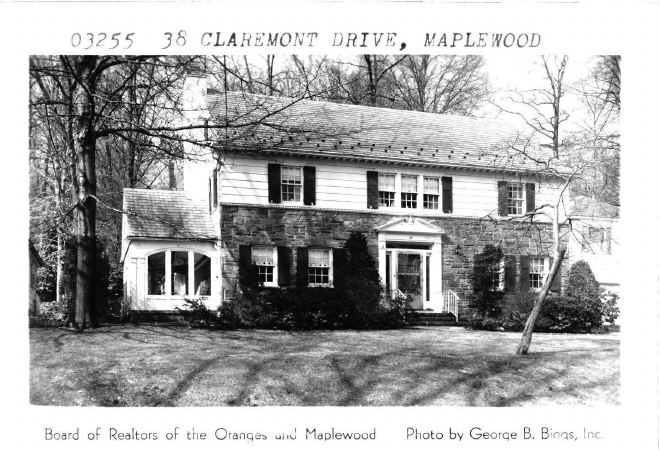 03255 38 CLAREMONT DRIVE, MAPLEWOOD
Board of Realtors of the Oranges and Maplewood Photo by George B. Biggs, Inc.